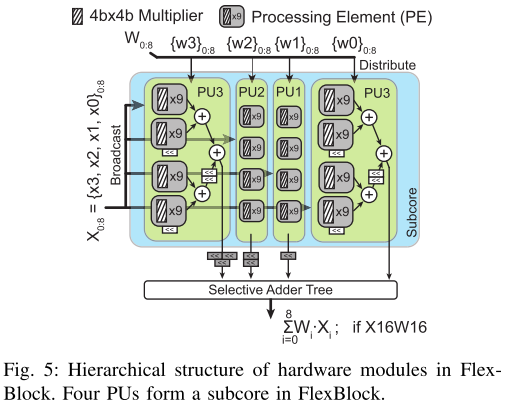 4bx4b Multiplier x9 Processing Element (PE)
W0:8 {w3}0:8 {w2}0:8 {w1}0:8 {w0}0:8
Distribute
PU3 PU2 PU1 PU3
x9 x9 x9 x9
x9 x9 x9 x9
<<
<<
x9 x9 x9 x9
<<
<<
<<
<<
x9 x9 x9 x9
<<
<<
Broadcast
X0:8 = {x3, x2, x1, x0}0:8
Subcore
<< << << <<
<< << <<
Selective Adder Tree
8
ΣWi·Xi ; if X16W16
i=0
Fig. 5: Hierarchical structure of hardware modules in Flex-
Block. Four PUs form a subcore in FlexBlock.